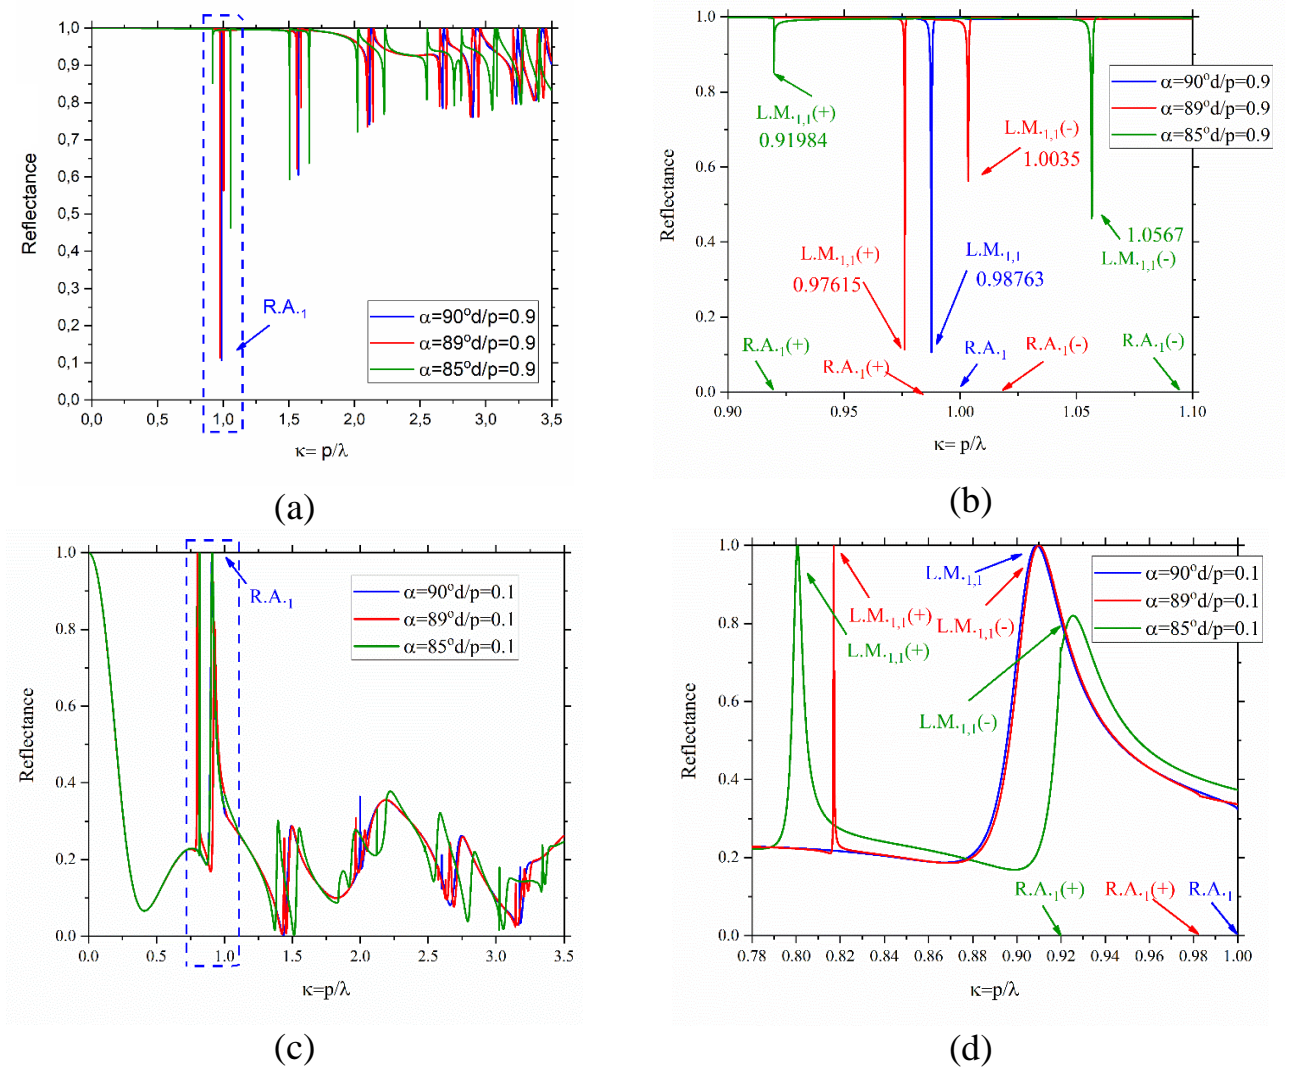 1,0
0,9
0,8
0,7
0,6
0,5
0,4
0,3
0,2
0,1
0,0
Reflectance
R.A.₁
α=90°d/p=0.9
α=89°d/p=0.9
α=85°d/p=0.9
0,0 0,5 1,0 1,5 2,0 2,5 3,0 3,5
κ= p/λ
(a)
1.0
0.8
0.6
0.4
0.2
0.0
Reflectance
α=90°d/p=0.9
α=89°d/p=0.9
α=85°d/p=0.9
L.M.₁,₁(+)
0.91984
L.M.₁,₁(-)
1.0035
1.0567
L.M.₁,₁(-)
L.M.₁,₁(+)
0.97615
L.M.₁,₁
0.98763
R.A.₁(+)
R.A.₁(+)
R.A.₁
R.A.₁(-)
R.A.₁(-)
0.90 0.95 1.00 1.05 1.10
κ= p/λ
(b)
1.0
0.8
0.6
0.4
0.2
0.0
Reflectance
R.A.₁
α=90°d/p=0.1
α=89°d/p=0.1
α=85°d/p=0.1
0.0 0.5 1.0 1.5 2.0 2.5 3.0 3.5
κ=p/λ
(c)
1.0
0.8
0.6
0.4
0.2
0.0
Reflectance
L.M.₁,₁
α=90°d/p=0.1
α=89°d/p=0.1
α=85°d/p=0.1
L.M.₁,₁(+)
L.M.₁,₁(-)
L.M.₁,₁(+)
L.M.₁,₁(-)
R.A.₁(+)
R.A.₁(+)
R.A.₁
0.78 0.80 0.82 0.84 0.86 0.88 0.90 0.92 0.94 0.96 0.98 1.00
κ=p/λ
(d)